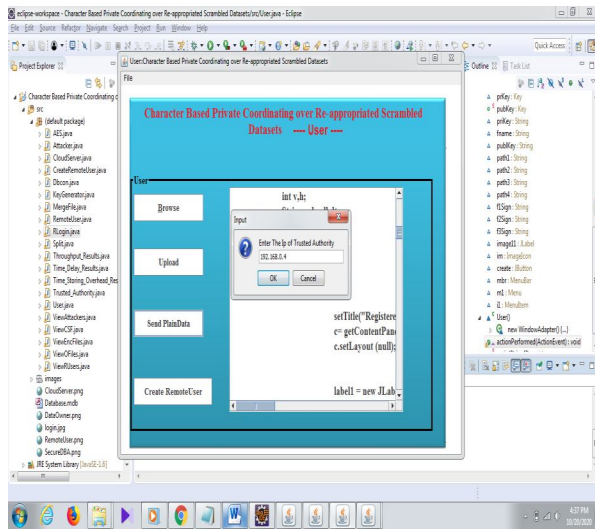 eclipse-workspace - Character Based Private Coordinating over Re-appropriated Scrambled Datasets/src/User.java - Eclipse
File Edit Source Refactor Navigate Search Project Run Window Help
Quick Access
Project Explorer
Character Based Private Coordinating o
src
(default package)
AES.java
Attacker.java
CloudServer.java
CreateRemoteUser.java
Dbcon.java
KeyGenerator.java
MergeFile.java
RemoteUser.java
RLogin.java
Split.java
Throughput_Results.java
Time_Delay_Results.java
Time_Storing_Overhead_Res
Trusted_Authority.java
User.java
ViewAttackers.java
ViewCSF.java
ViewEncFiles.java
ViewOFiles.java
ViewRUsers.java
images
CloudServer.png
Database.mdb
DataOwner.png
login.jpg
RemoteUser.png
SecureDBA.png
JRE System Library [JavaSE-1.6]
User:Character Based Private Coordinating over Re-appropriated Scrambled Datasets
File
Character Based Private Coordinating over Re-appropriated Scrambled
Datasets ---- User ----
User
Browse
Upload
Send PlainData
Create RemoteUser
int v,h;
setTitle("Registere
c= getContentPan
c.setLayout (null);
label1 = new JLab
Input
Enter The Ip of Trusted Authority
192.168.0.4
OK
Cancel
Outline
Task List
prKey : Key
pubKey : Key
priKey : String
fname : String
publKey : String
path1 : String
path2 : String
path3 : String
path4 : String
f1Sign : String
f2Sign : String
f3Sign : String
image11 : JLabel
im : ImageIcon
create : JButton
mbr : MenuBar
m1 : Menu
User()
new WindowAdapter() {...}
actionPerformed(ActionEvent) : void
4:37 PM
10/20/2020